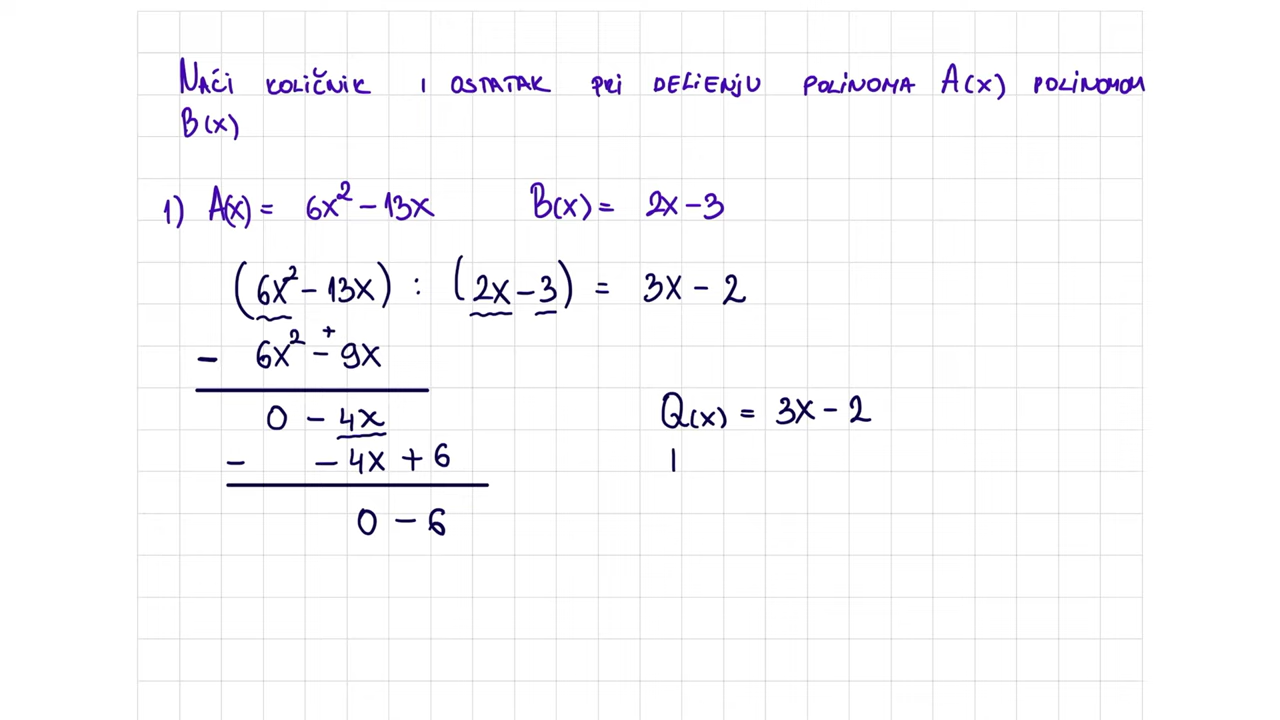 Naći količnik i ostatak pri delienju polinoma A(x) polinomom
B(x)
1) A(x) = 6x² - 13x B(x) = 2x - 3
(6x² - 13x) : (2x - 3) = 3x - 2
- 6x² - + 9x
0 - 4x
Q(x) = 3x - 2
- - 4x + 6
0 - 6